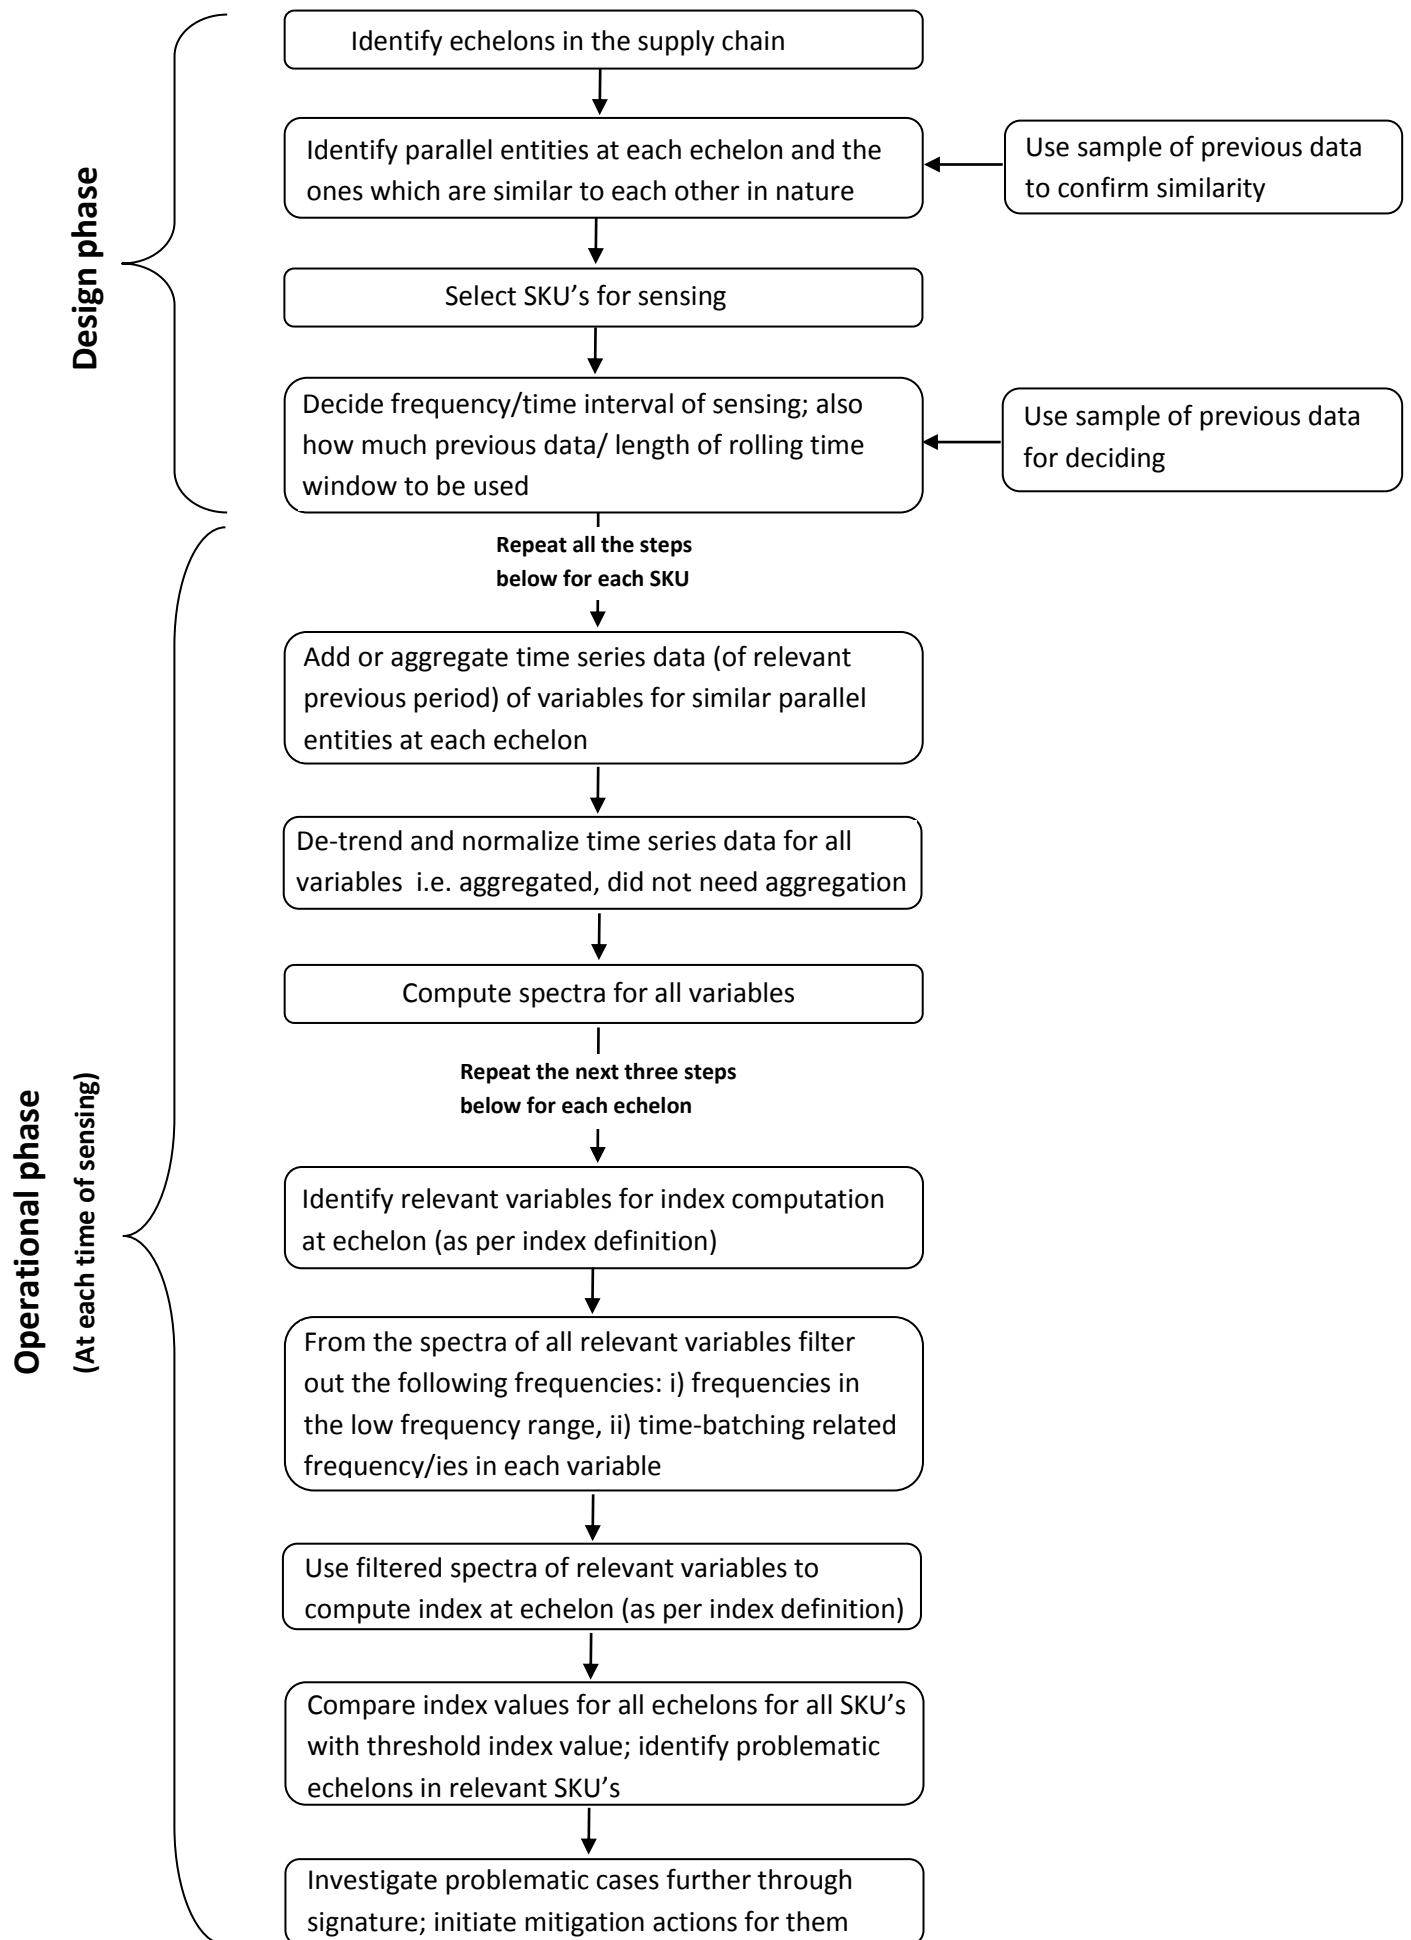 Design phase
Identify echelons in the supply chain
Identify parallel entities at each echelon and the
ones which are similar to each other in nature
Use sample of previous data
to confirm similarity
Select SKU’s for sensing
Decide frequency/time interval of sensing; also
how much previous data/ length of rolling time
window to be used
Use sample of previous data
for deciding
Operational phase
(At each time of sensing)
Repeat all the steps
below for each SKU
Add or aggregate time series data (of relevant
previous period) of variables for similar parallel
entities at each echelon
De-trend and normalize time series data for all
variables i.e. aggregated, did not need aggregation
Compute spectra for all variables
Repeat the next three steps
below for each echelon
Identify relevant variables for index computation
at echelon (as per index definition)
From the spectra of all relevant variables filter
out the following frequencies: i) frequencies in
the low frequency range, ii) time-batching related
frequency/ies in each variable
Use filtered spectra of relevant variables to
compute index at echelon (as per index definition)
Compare index values for all echelons for all SKU’s
with threshold index value; identify problematic
echelons in relevant SKU’s
Investigate problematic cases further through
signature; initiate mitigation actions for them